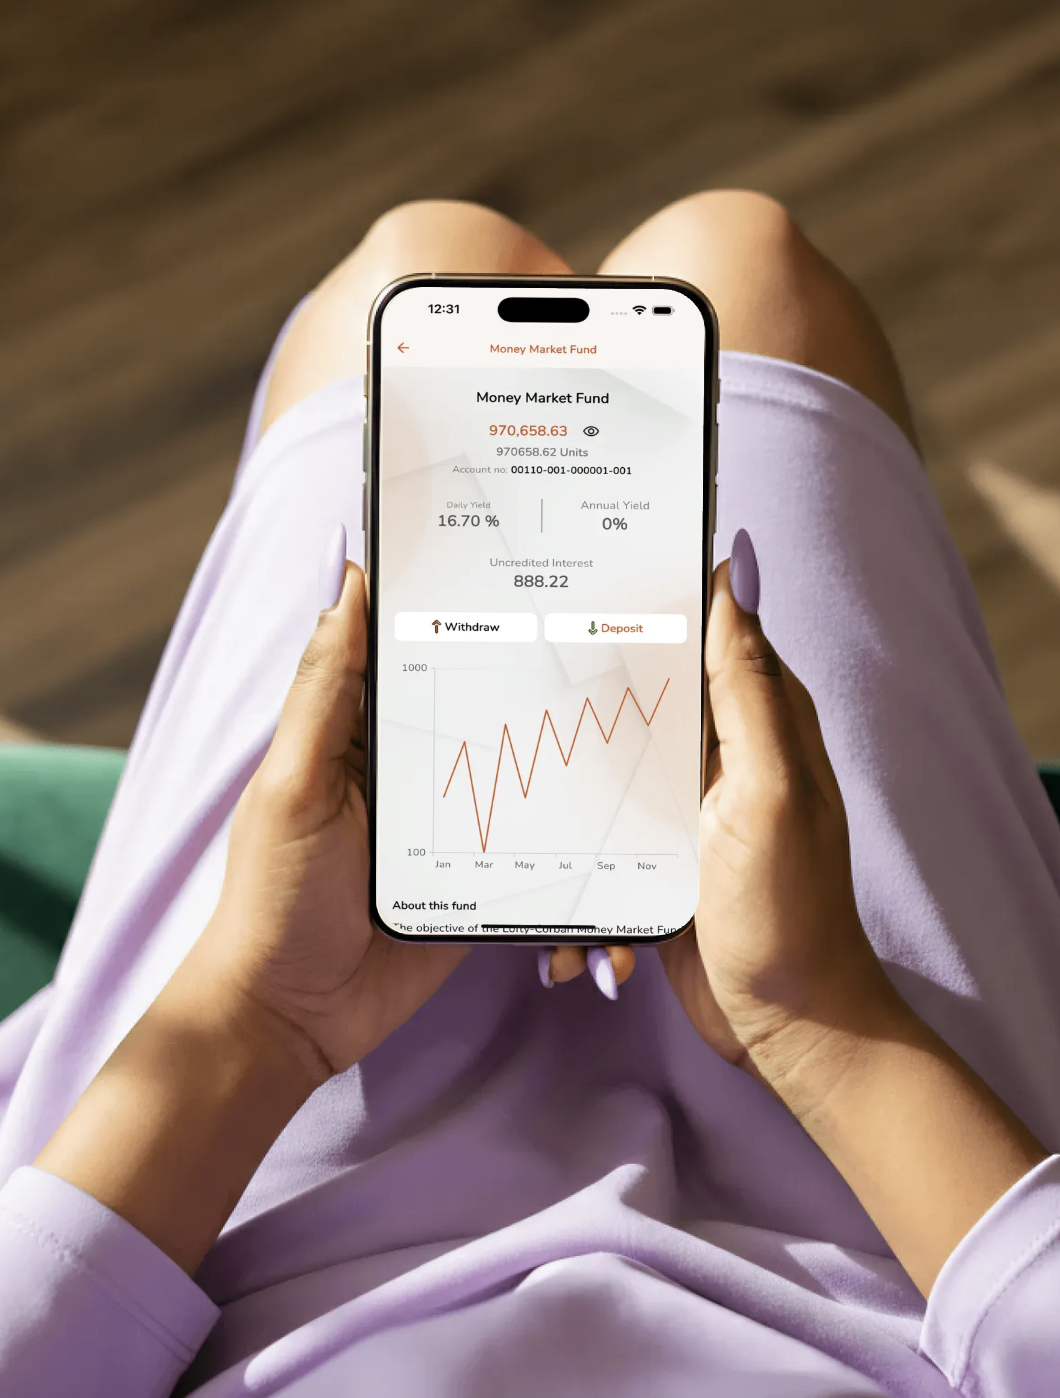 12:31
Money Market Fund
Money Market Fund
970,658.63
970658.62 Units
Account no: 00110-001-000001-001
Daily Yield
16.70 %
Annual Yield
0%
Uncredited Interest
888.22
Withdraw
Deposit
1000
100
Jan Mar May Jul Sep Nov
About this fund
The objective of the Lofty-Corban Money Market Fund